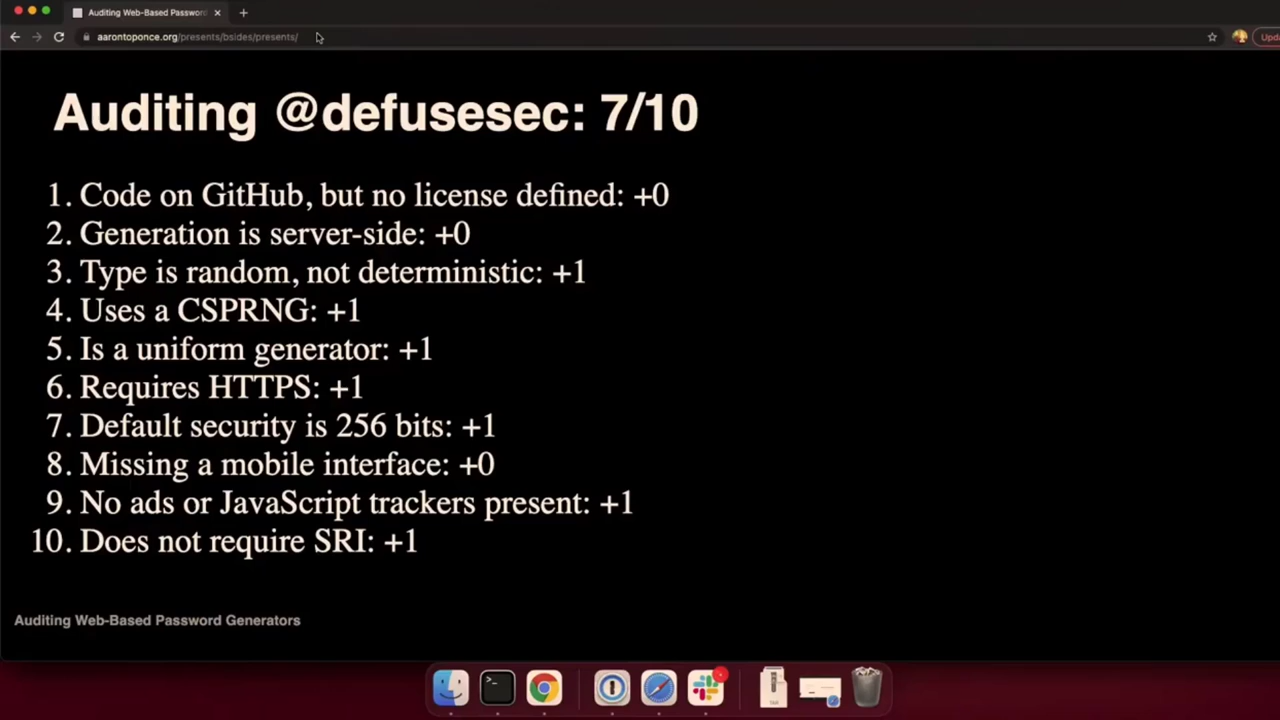 Auditing Web-Based Password
aarontoponce.org/presents/bsides/presents/
Upda
Auditing @defusesec: 7/10
1. Code on GitHub, but no license defined: +0
2. Generation is server-side: +0
3. Type is random, not deterministic: +1
4. Uses a CSPRNG: +1
5. Is a uniform generator: +1
6. Requires HTTPS: +1
7. Default security is 256 bits: +1
8. Missing a mobile interface: +0
9. No ads or JavaScript trackers present: +1
10. Does not require SRI: +1
Auditing Web-Based Password Generators